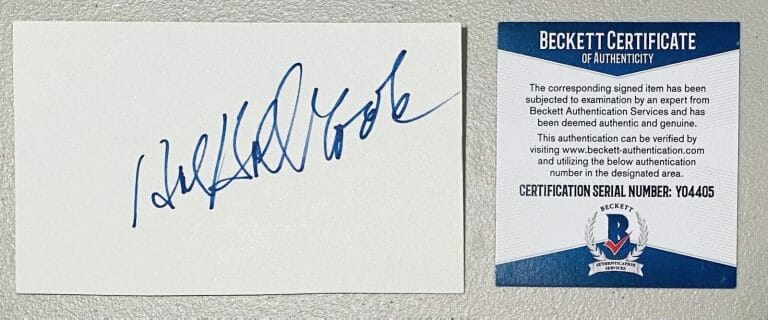 Hal Holbrook
BECKETT CERTIFICATE
OF AUTHENTICITY
The corresponding signed item has been
subjected to examination by an expert from
Beckett Authentication Services and has
been deemed authentic and genuine.
This authentication can be verified by
visiting www.beckett-authentication.com
and utilizing the below authentication
number in the designated area.
CERTIFICATION SERIAL NUMBER: Y04405
BECKETT
B
AUTHENTICATION
SERVICES